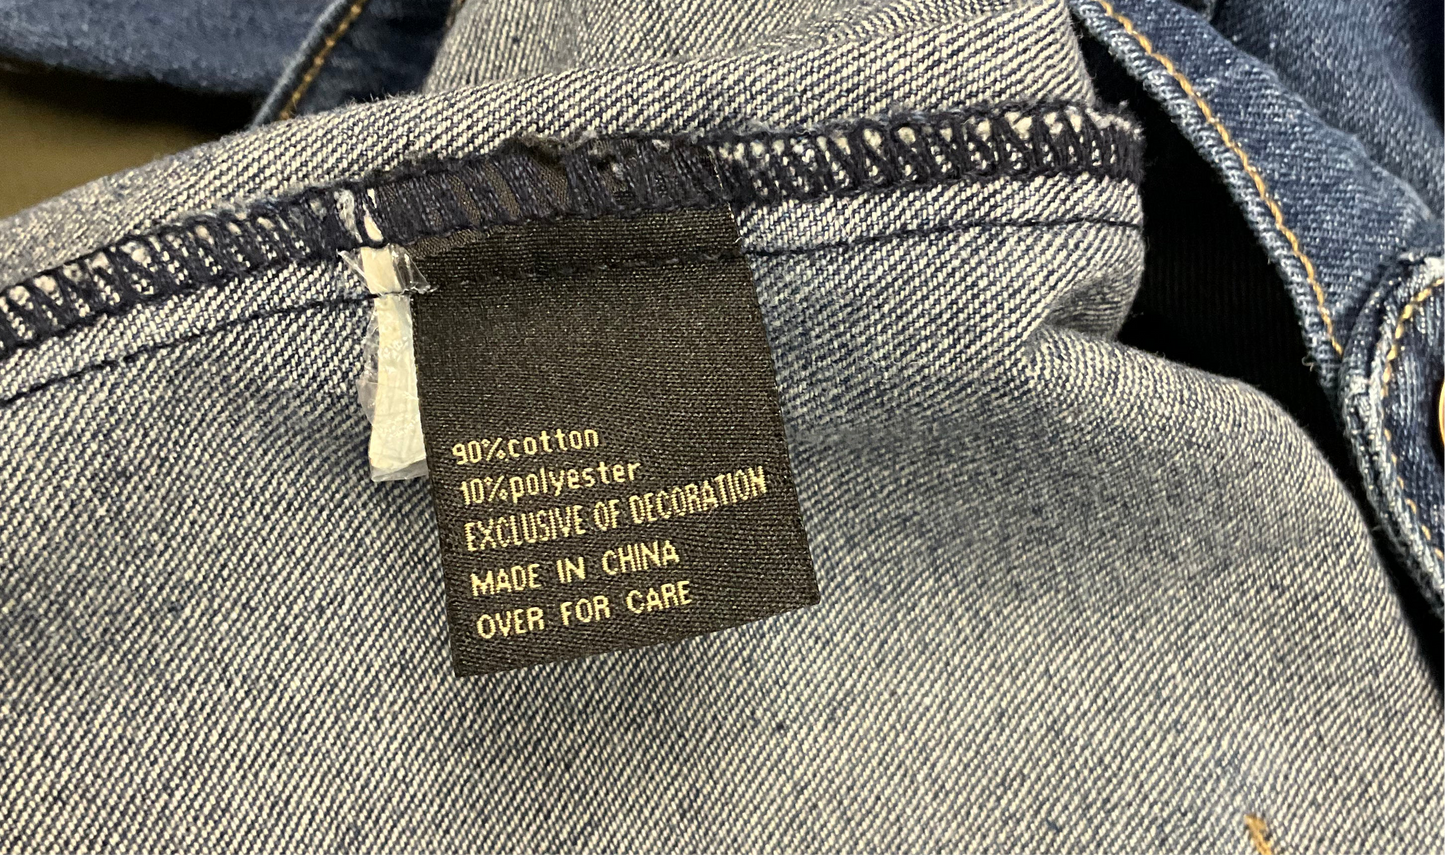 90%cotton
10%polyester
EXCLUSIVE OF DECORATION
MADE IN CHINA
OVER FOR CARE